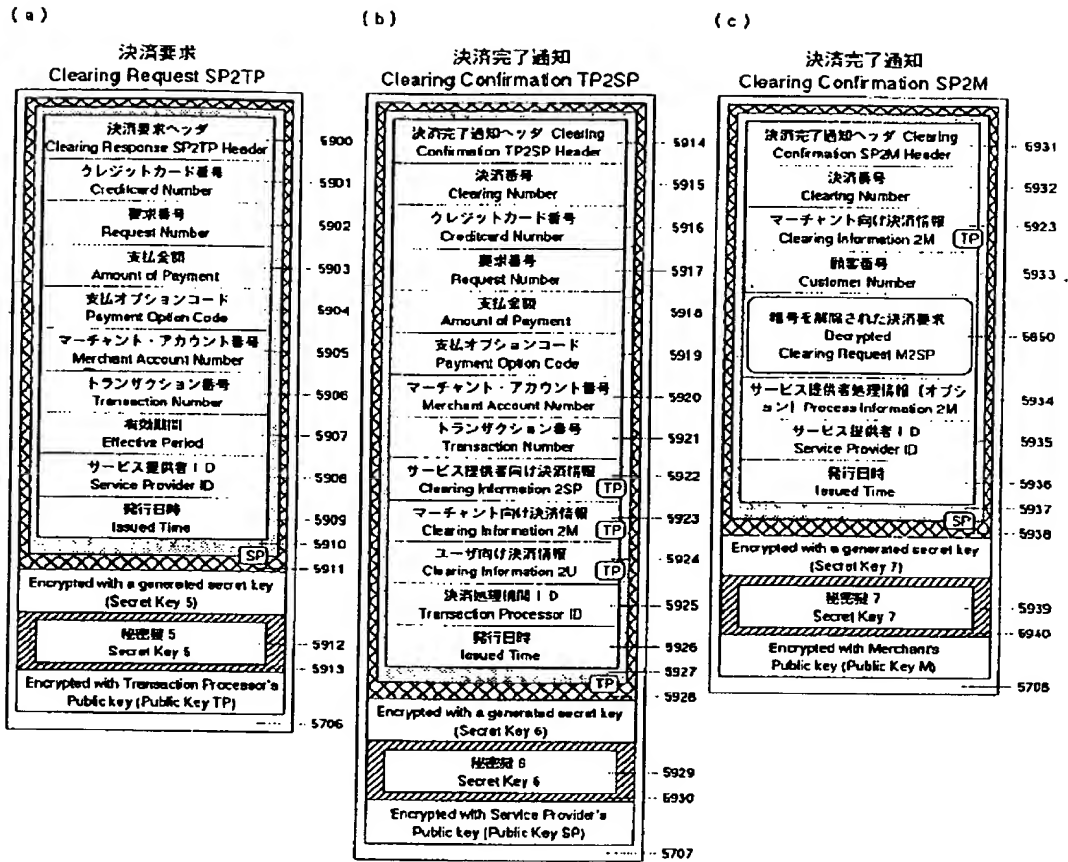 (a)
決済要求
Clearing Request SP2TP
決済要求ヘッダ
Clearing Response SP2TP Header
クレジットカード番号
Creditcard Number
要求番号
Request Number
支払金額
Amount of Payment
支払オプションコード
Payment Option Code
マーチャント・アカウント番号
Merchant Account Number
トランザクション番号
Transaction Number
有効期間
Effective Period
サービス提供者ID
Service Provider ID
発行日時
Issued Time
SP
Encrypted with a generated secret key
(Secret Key 5)
秘密鍵 5
Secret Key 5
Encrypted with Transaction Processor's
Public key (Public Key TP)
5900
5901
5902
5903
5904
5905
5906
5907
5908
5909
5910
5911
5912
5913
5706
(b)
決済完了通知
Clearing Confirmation TP2SP
決済完了通知ヘッダ Clearing
Confirmation TP2SP Header
決済番号
Clearing Number
クレジットカード番号
Creditcard Number
要求番号
Request Number
支払金額
Amount of Payment
支払オプションコード
Payment Option Code
マーチャント・アカウント番号
Merchant Account Number
トランザクション番号
Transaction Number
サービス提供者向け決済情報
Clearing Information 2SP TP
マーチャント向け決済情報
Clearing Information 2M TP
ユーザ向け決済情報
Clearing Information 2U TP
決済処理機関ID
Transaction Processor ID
発行日時
Issued Time
TP
Encrypted with a generated secret key
(Secret Key 6)
秘密鍵 6
Secret Key 6
Encrypted with Service Provider's
Public key (Public Key SP)
5914
5915
5916
5917
5918
5919
5920
5921
5922
5923
5924
5925
5926
5927
5928
5929
5930
5707
(c)
決済完了通知
Clearing Confirmation SP2M
決済完了通知ヘッダ Clearing
Confirmation SP2M Header
決済番号
Clearing Number
マーチャント向け決済情報
Clearing Information 2M TP
顧客番号
Customer Number
暗号を解除された決済要求
Decrypted
Clearing Request M2SP
サービス提供者処理情報 (オプシ
ョン) Process Information 2M
サービス提供者ID
Service Provider ID
発行日時
Issued Time
SP
Encrypted with a generated secret key
(Secret Key 7)
秘密鍵 7
Secret Key 7
Encrypted with Merchant's
Public key (Public Key M)
5931
5932
5923
5933
5934
5935
5936
5937
5938
5939
5940